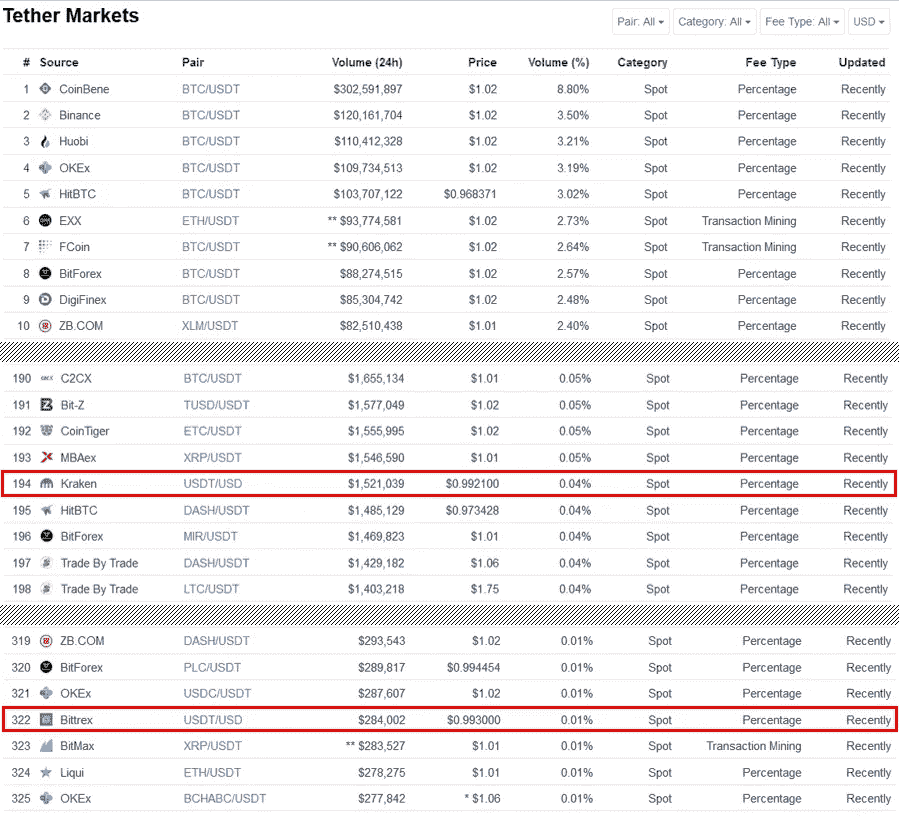 Tether Markets
Pair: All Category: All Fee Type: All USD
# Source Pair Volume (24h) Price Volume (%) Category Fee Type Updated
1 CoinBene BTC/USDT $302,591,897 $1.02 8.80% Spot Percentage Recently
2 Binance BTC/USDT $120,161,704 $1.02 3.50% Spot Percentage Recently
3 Huobi BTC/USDT $110,412,328 $1.02 3.21% Spot Percentage Recently
4 OKEx BTC/USDT $109,734,513 $1.02 3.19% Spot Percentage Recently
5 HitBTC BTC/USDT $103,707,122 $0.968371 3.02% Spot Percentage Recently
6 EXX ETH/USDT ** $93,774,581 $1.02 2.73% Spot Transaction Mining Recently
7 FCoin BTC/USDT ** $90,606,062 $1.02 2.64% Spot Transaction Mining Recently
8 BitForex BTC/USDT $88,274,515 $1.02 2.57% Spot Percentage Recently
9 DigiFinex BTC/USDT $85,304,742 $1.02 2.48% Spot Percentage Recently
10 ZB.COM XLM/USDT $82,510,438 $1.01 2.40% Spot Percentage Recently
190 C2CX BTC/USDT $1,655,134 $1.01 0.05% Spot Percentage Recently
191 Bit-Z TUSD/USDT $1,577,049 $1.02 0.05% Spot Percentage Recently
192 CoinTiger ETC/USDT $1,555,995 $1.02 0.05% Spot Percentage Recently
193 MBAex XRP/USDT $1,546,590 $1.01 0.05% Spot Percentage Recently
194 Kraken USDT/USD $1,521,039 $0.992100 0.04% Spot Percentage Recently
195 HitBTC DASH/USDT $1,485,129 $0.973428 0.04% Spot Percentage Recently
196 BitForex MIR/USDT $1,469,823 $1.01 0.04% Spot Percentage Recently
197 Trade By Trade DASH/USDT $1,429,182 $1.06 0.04% Spot Percentage Recently
198 Trade By Trade LTC/USDT $1,403,218 $1.75 0.04% Spot Percentage Recently
319 ZB.COM DASH/USDT $293,543 $1.02 0.01% Spot Percentage Recently
320 BitForex PLC/USDT $289,817 $0.994454 0.01% Spot Percentage Recently
321 OKEx USDC/USDT $287,607 $1.02 0.01% Spot Percentage Recently
322 Bittrex USDT/USD $284,002 $0.993000 0.01% Spot Percentage Recently
323 BitMax XRP/USDT ** $283,527 $1.01 0.01% Spot Transaction Mining Recently
324 Liqui ETH/USDT $278,275 $1.01 0.01% Spot Percentage Recently
325 OKEx BCHABC/USDT $277,842 * $1.06 0.01% Spot Percentage Recently